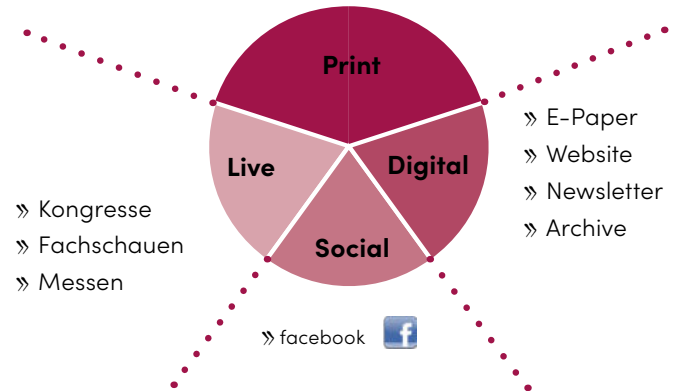 Print
Live
Digital
Social
» E-Paper
» Website
» Newsletter
» Archive
» Kongresse
» Fachschauen
» Messen
» facebook f